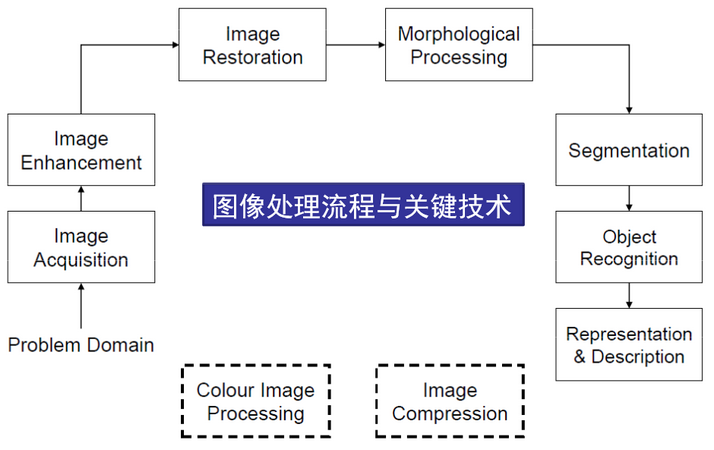 Image
Restoration
Morphological
Processing
Image
Enhancement
Segmentation
图像处理流程与关键技术
Image
Acquisition
Object
Recognition
Problem Domain
Representation
& Description
Colour Image
Processing
Image
Compression